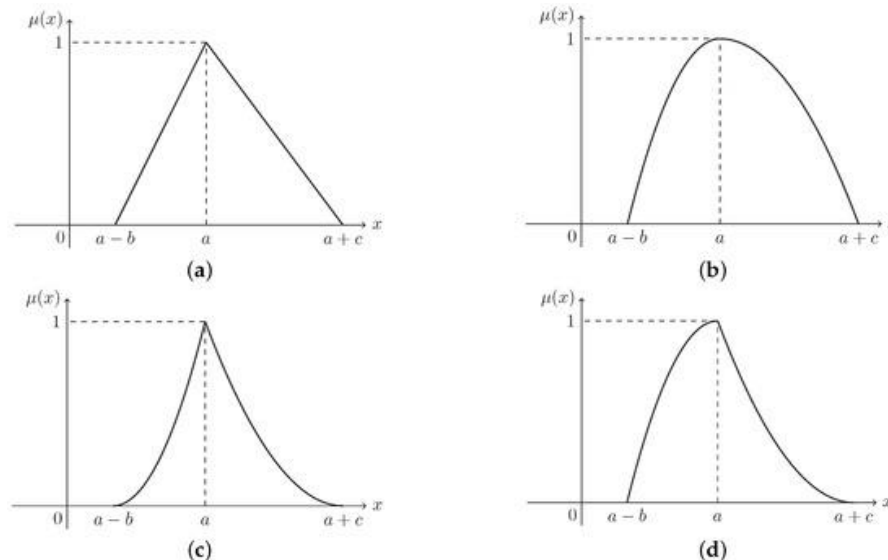 μ(x)
1
0
a − b
a
a + c
x
(a)
μ(x)
1
0
a − b
a
a + c
x
(b)
μ(x)
1
0
a − b
a
a + c
x
(c)
μ(x)
1
0
a − b
a
a + c
x
(d)